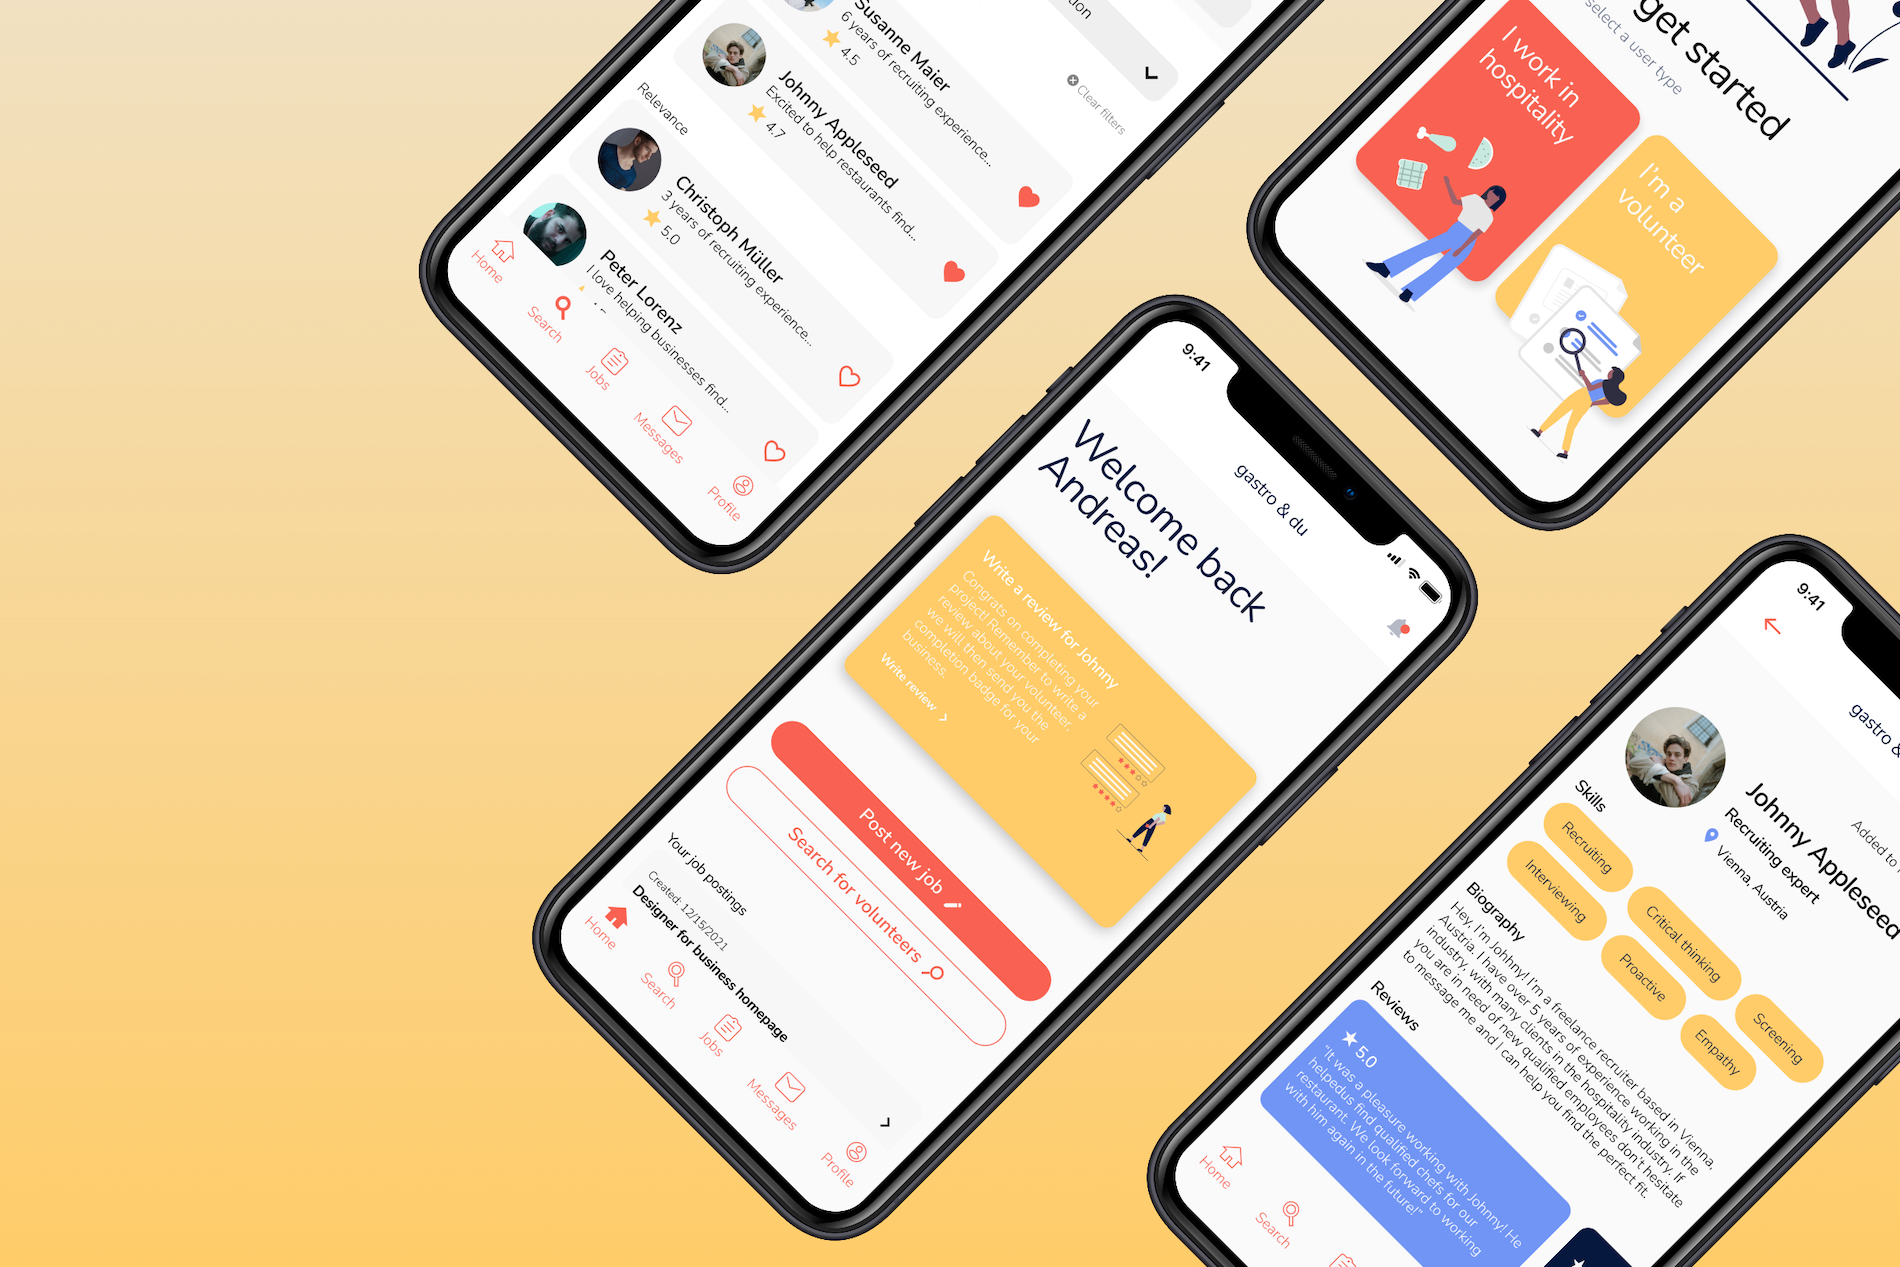 tion
Clear filters
Susanne Maier
6 years of recruiting experience...
4.5
Johnny Appleseed
Excited to help restaurants find...
4.7
Relevance
Christoph Müller
3 years of recruiting experience...
5.0
Peter Lorenz
I love helping businesses find...
Home
Search
Jobs
Messages
Profile
get started
select a user type
I work in
hospitality
I'm a
volunteer
9:41
gastro & du
Welcome back
Andreas!
Write a review for Johnny
Congrats on completing your
project! Remember to write a
review about your volunteer,
we will then send you the
completion badge for your
business.
Write review
Post new job
Search for volunteers
Your job postings
Created: 12/15/2021
Designer for business homepage
Home
Search
Jobs
Messages
Profile
9:41
gastro &
Added to
Johnny Appleseed
Recruiting expert
Vienna, Austria
Skills
Recruiting
Critical thinking
Screening
Interviewing
Proactive
Empathy
Biography
Hey, I'm Johhny! I'm a freelance recruiter based in Vienna,
Austria. I have over 5 years of experience working in the
industry, with many clients in the hospitality industry. If
you are in need of new qualified employees don't hesitate
to message me and I can help you find the perfect fit.
Reviews
5.0
"It was a pleasure working with Johnny! He
helpedus find qualified chefs for our
restaurant. We look forward to working
with him again in the future!"
Home
Search